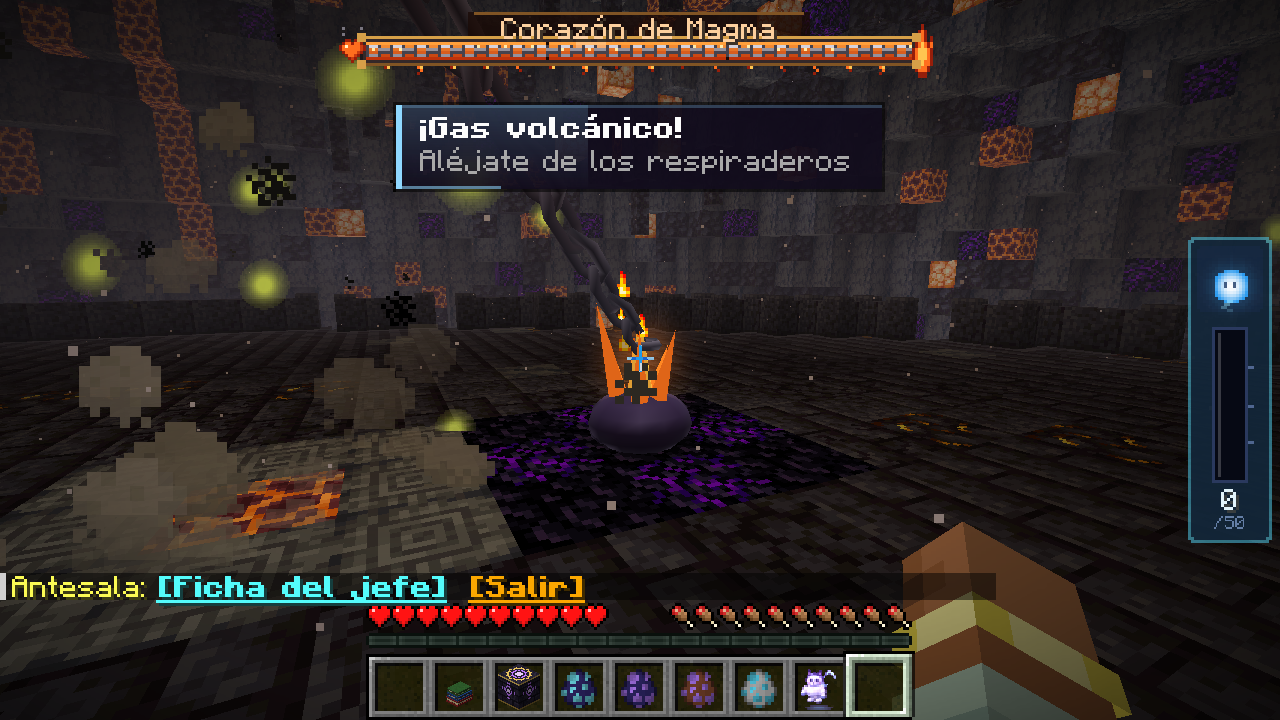 Corazón de Magma
¡Gas volcánico!
Aléjate de los respiraderos
0
/50
Antesala: [Ficha del jefe] [Salir]